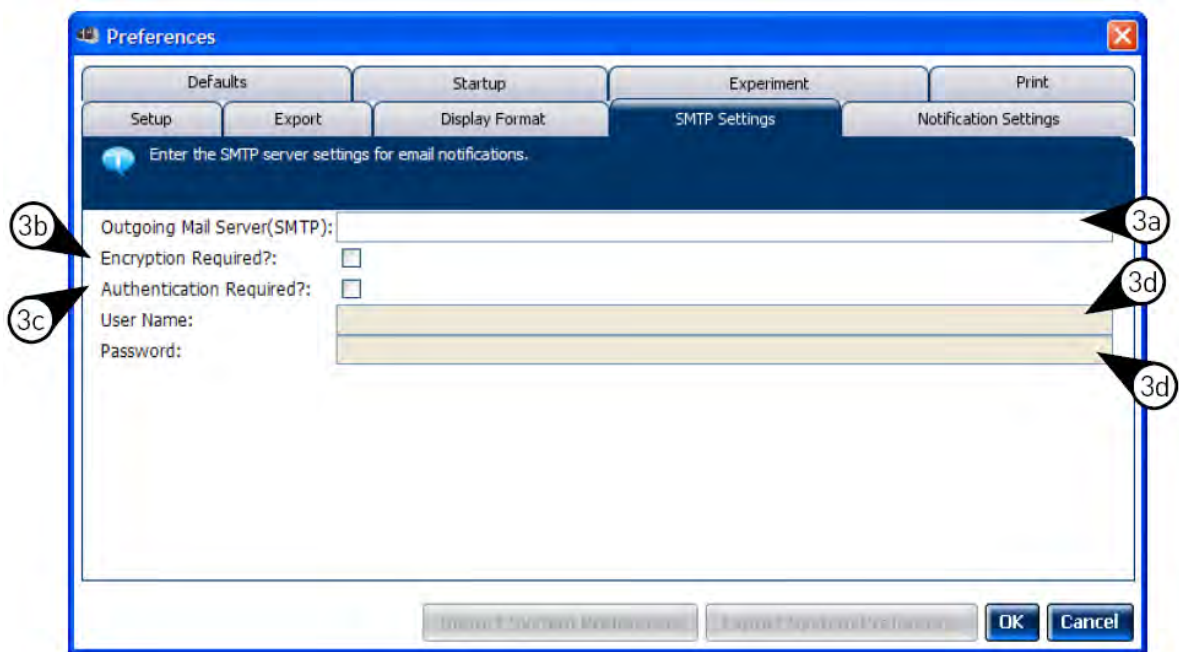 Preferences
Defaults Startup Experiment Print
Setup Export Display Format SMTP Settings Notification Settings
Enter the SMTP server settings for email notifications.
3b Outgoing Mail Server(SMTP): 3a
Encryption Required?:
3c Authentication Required?: 3d
User Name:
Password: 3d
OK Cancel